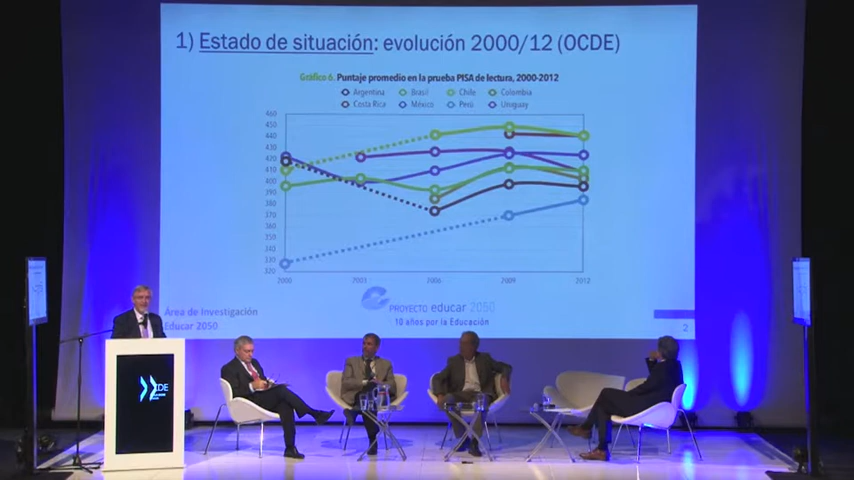 1) Estado de situación: evolución 2000/12 (OCDE)
Gráfico 6. Puntaje promedio en la prueba PISA de lectura, 2000-2012
Argentina Brasil Chile Colombia
Costa Rica México Perú Uruguay
460
450
440
430
420
410
400
390
380
370
360
350
340
330
320
2000 2003 2006 2009 2012
PROYECTO educar 2050
10 años por la Educación
Área de Investigación
Educar 2050
2
OCDE